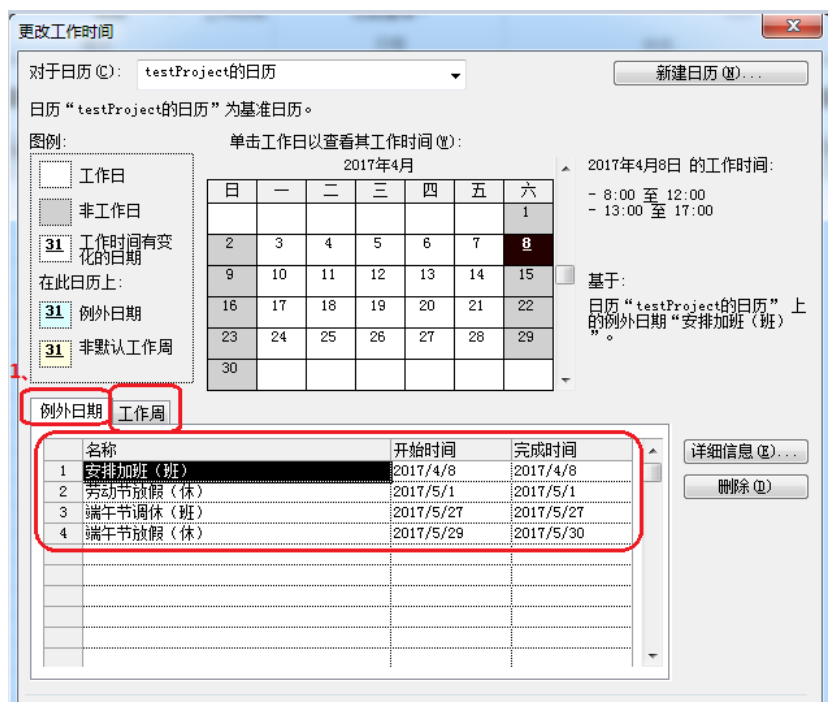 更改工作时间
对于日历(C): testProject的日历 新建日历(N)...
日历“testProject的日历”为基准日历。
图例:
单击工作日以查看其工作时间(W):
工作日
非工作日
31 工作时间有变
化的日期
在此日历上:
31 例外日期
31 非默认工作周
2017年4月
日 一 二 三 四 五 六
1
2 3 4 5 6 7 8
9 10 11 12 13 14 15
16 17 18 19 20 21 22
23 24 25 26 27 28 29
30
2017年4月8日 的工作时间:
- 8:00 至 12:00
- 13:00 至 17:00
基于:
日历“testProject的日历” 上
的例外日期“安排加班（班）
”。
1、
例外日期 工作周
名称 开始时间 完成时间
1 安排加班（班） 2017/4/8 2017/4/8
2 劳动节放假（休） 2017/5/1 2017/5/1
3 端午节调休（班） 2017/5/27 2017/5/27
4 端午节放假（休） 2017/5/29 2017/5/30
详细信息(E)...
删除(D)